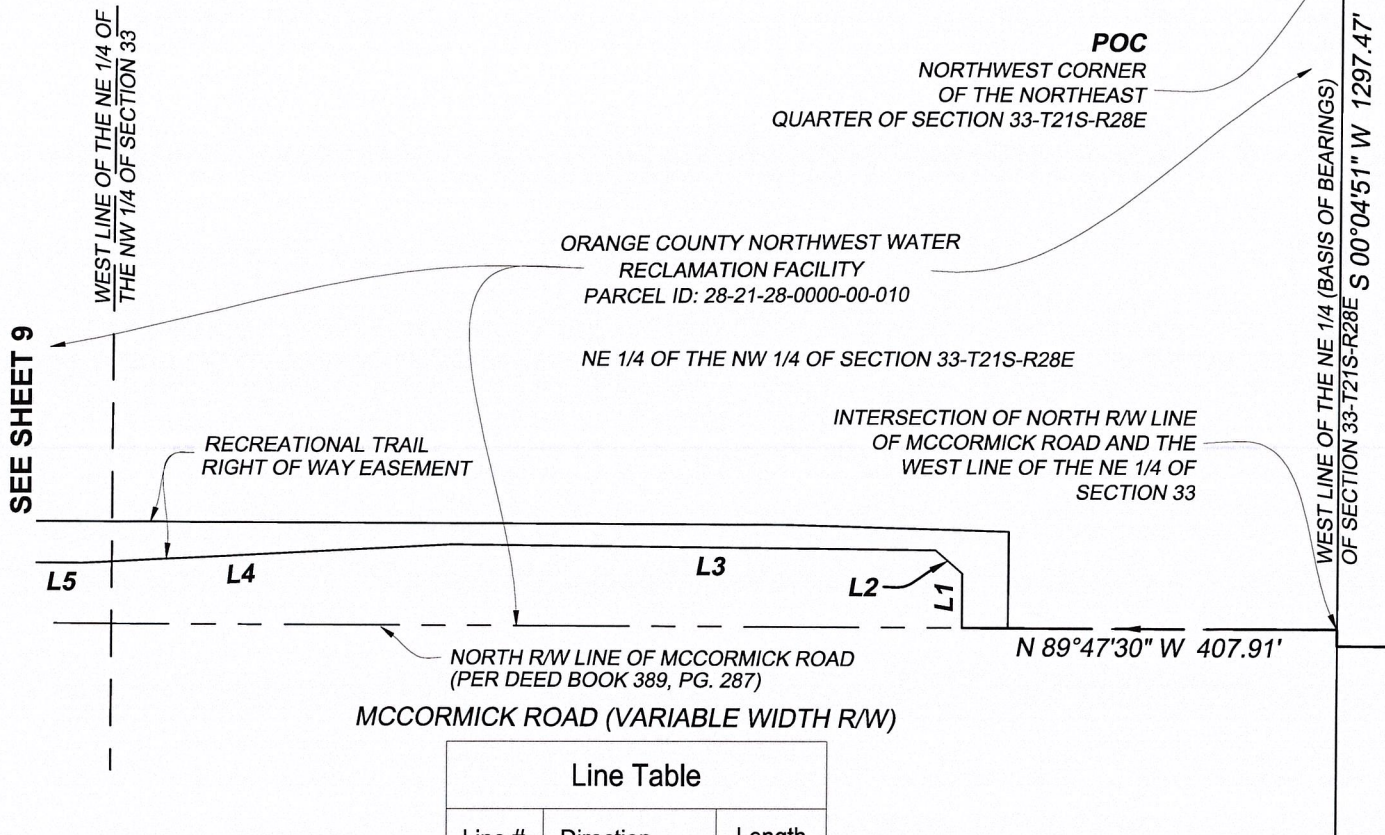 WEST LINE OF THE NE 1/4 OF
THE NW 1/4 OF SECTION 33
POC
NORTHWEST CORNER
OF THE NORTHEAST
QUARTER OF SECTION 33-T21S-R28E
WEST LINE OF THE NE 1/4 (BASIS OF BEARINGS)
OF SECTION 33-T21S-R28E
S 00°04'51" W 1297.47'
ORANGE COUNTY NORTHWEST WATER
RECLAMATION FACILITY
PARCEL ID: 28-21-28-0000-00-010
SEE SHEET 9
NE 1/4 OF THE NW 1/4 OF SECTION 33-T21S-R28E
INTERSECTION OF NORTH R/W LINE
OF MCCORMICK ROAD AND THE
WEST LINE OF THE NE 1/4 OF
SECTION 33
RECREATIONAL TRAIL
RIGHT OF WAY EASEMENT
L5
L4
L3
L2
L1
N 89°47'30" W 407.91'
NORTH R/W LINE OF MCCORMICK ROAD
(PER DEED BOOK 389, PG. 287)
MCCORMICK ROAD (VARIABLE WIDTH R/W)
Line Table
Line # Direction Length